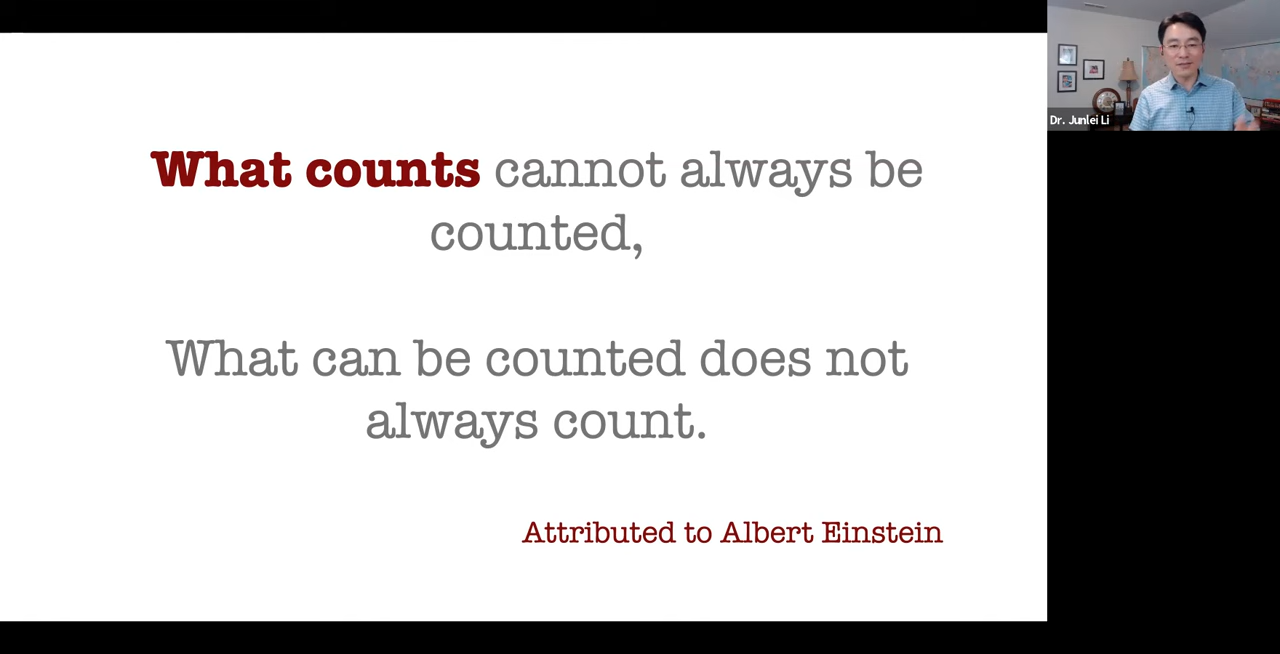 What counts cannot always be
counted,
What can be counted does not
always count.
Attributed to Albert Einstein
Dr. Junlei Li